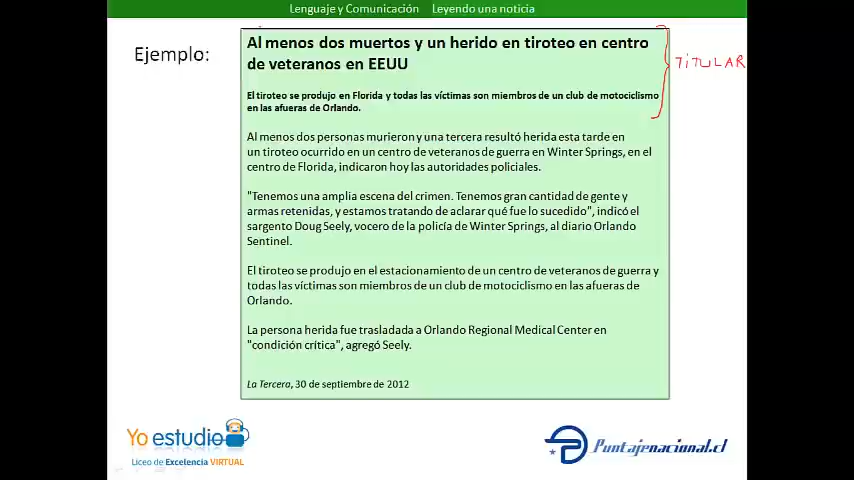 Lenguaje y Comunicación Leyendo una noticia
Ejemplo:
Al menos dos muertos y un herido en tiroteo en centro
de veteranos en EEUU
TITULAR
El tiroteo se produjo en Florida y todas las víctimas son miembros de un club de motociclismo
en las afueras de Orlando.
Al menos dos personas murieron y una tercera resultó herida esta tarde en
un tiroteo ocurrido en un centro de veteranos de guerra en Winter Springs, en el
centro de Florida, indicaron hoy las autoridades policiales.
"Tenemos una amplia escena del crimen. Tenemos gran cantidad de gente y
armas retenidas, y estamos tratando de aclarar qué fue lo sucedido", indicó el
sargento Doug Seely, vocero de la policía de Winter Springs, al diario Orlando
Sentinel.
El tiroteo se produjo en el estacionamiento de un centro de veteranos de guerra y
todas las víctimas son miembros de un club de motociclismo en las afueras de
Orlando.
La persona herida fue trasladada a Orlando Regional Medical Center en
"condición crítica", agregó Seely.
La Tercera, 30 de septiembre de 2012
Yo estudio
Liceo de Excelencia VIRTUAL
Puntajenacional.cl